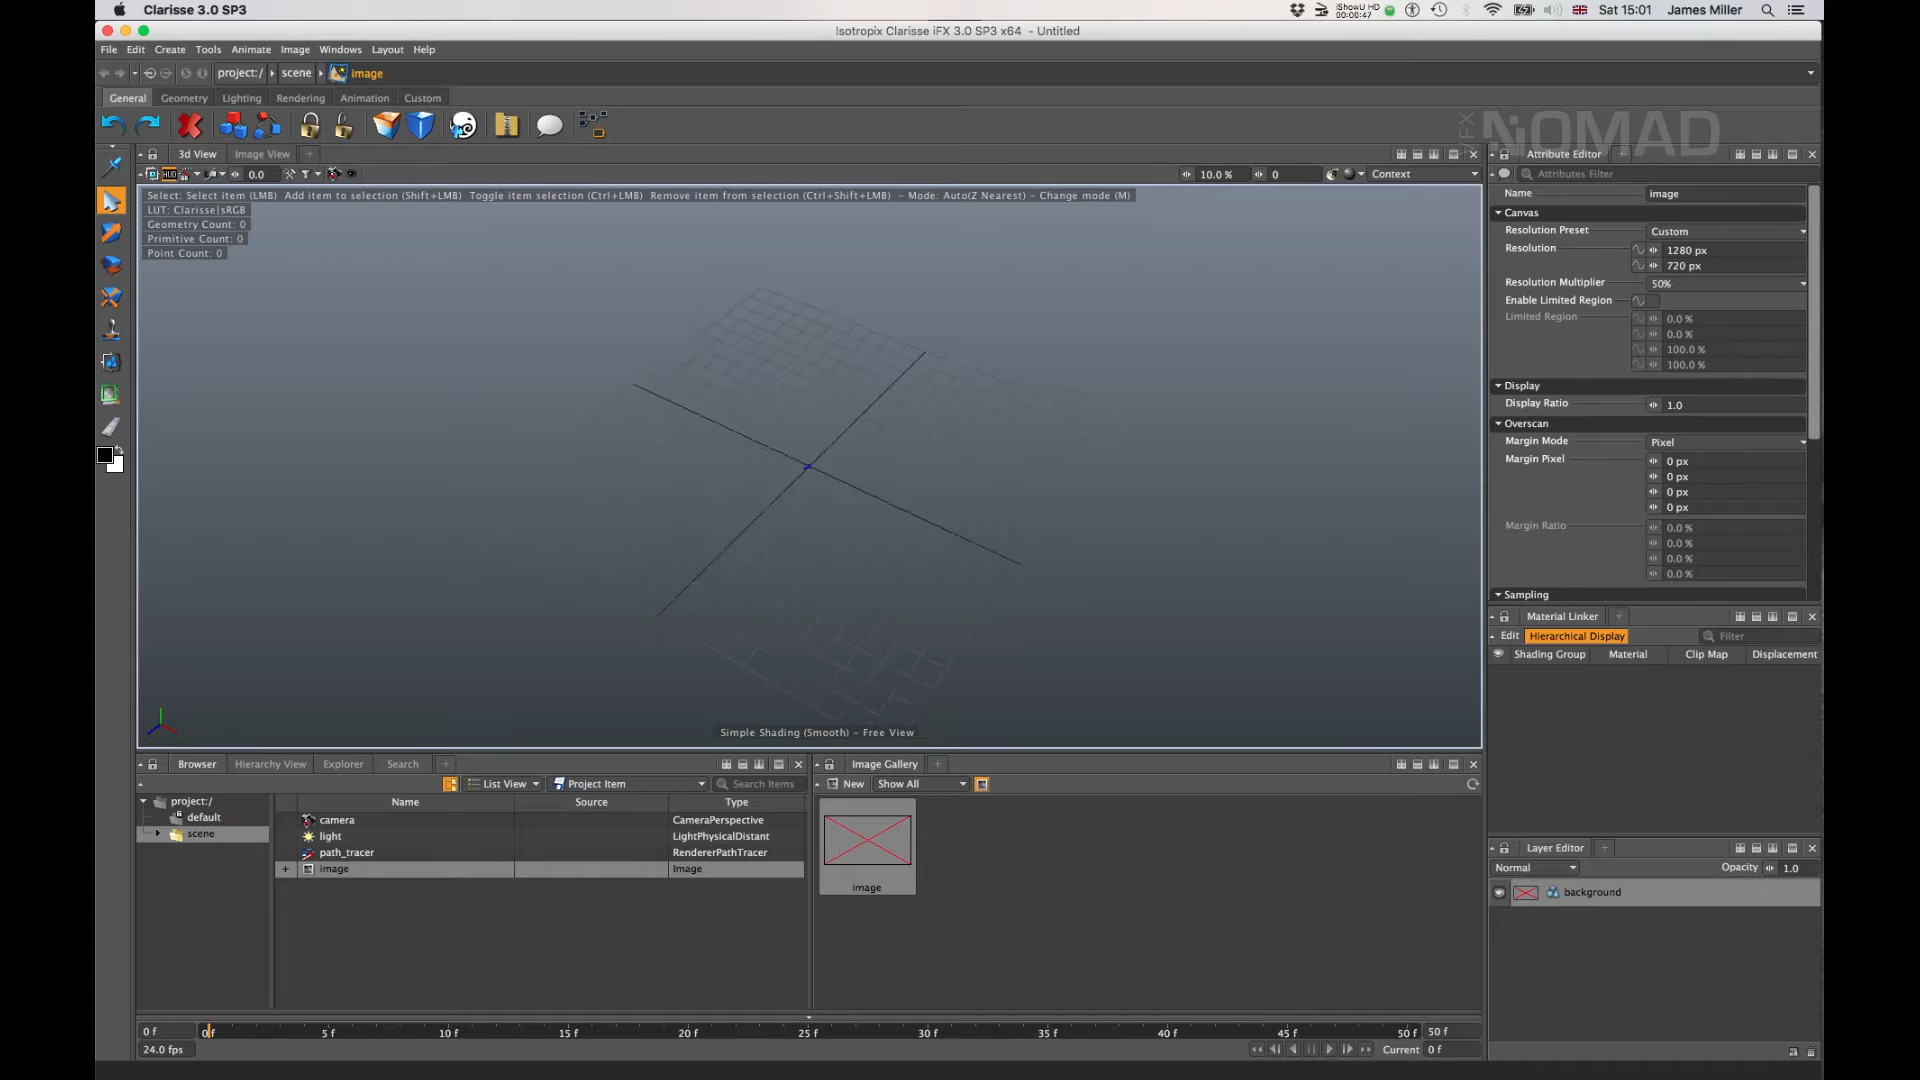 Clarisse 3.0 SP3
iShowU HD
00:00:47
Sat 15:01
James Miller
Isotropix Clarisse iFX 3.0 SP3 x64 - Untitled
File Edit Create Tools Animate Image Windows Layout Help
project:/ scene image
General Geometry Lighting Rendering Animation Custom
VFX NOMAD
3d View Image View +
Attribute Editor
HUD 0.0 10.0 % 0 Context
Attributes Filter
Select: Select item (LMB) Add item to selection (Shift+LMB) Toggle item selection (Ctrl+LMB) Remove item from selection (Ctrl+Shift+LMB) - Mode: Auto(Z Nearest) - Change mode (M)
LUT: Clarisse|sRGB
Geometry Count: 0
Primitive Count: 0
Point Count: 0
Simple Shading (Smooth) - Free View
Name image
Canvas
Resolution Preset Custom
Resolution 1280 px
720 px
Resolution Multiplier 50%
Enable Limited Region
Limited Region 0.0 %
0.0 %
100.0 %
100.0 %
Display
Display Ratio 1.0
Overscan
Margin Mode Pixel
Margin Pixel 0 px
0 px
0 px
0 px
Margin Ratio 0.0 %
0.0 %
0.0 %
0.0 %
Sampling
Material Linker +
Edit Hierarchical Display Filter
Shading Group Material Clip Map Displacement
Browser Hierarchy View Explorer Search +
List View Project Item Search Items
project:/
default
scene
Name Source Type
camera CameraPerspective
light LightPhysicalDistant
path_tracer RendererPathTracer
+ image Image
Image Gallery +
New Show All
image
Layer Editor +
Normal Opacity 1.0
background
0 f 0 f 5 f 10 f 15 f 20 f 25 f 30 f 35 f 40 f 45 f 50 f 50 f
24.0 fps Current 0 f